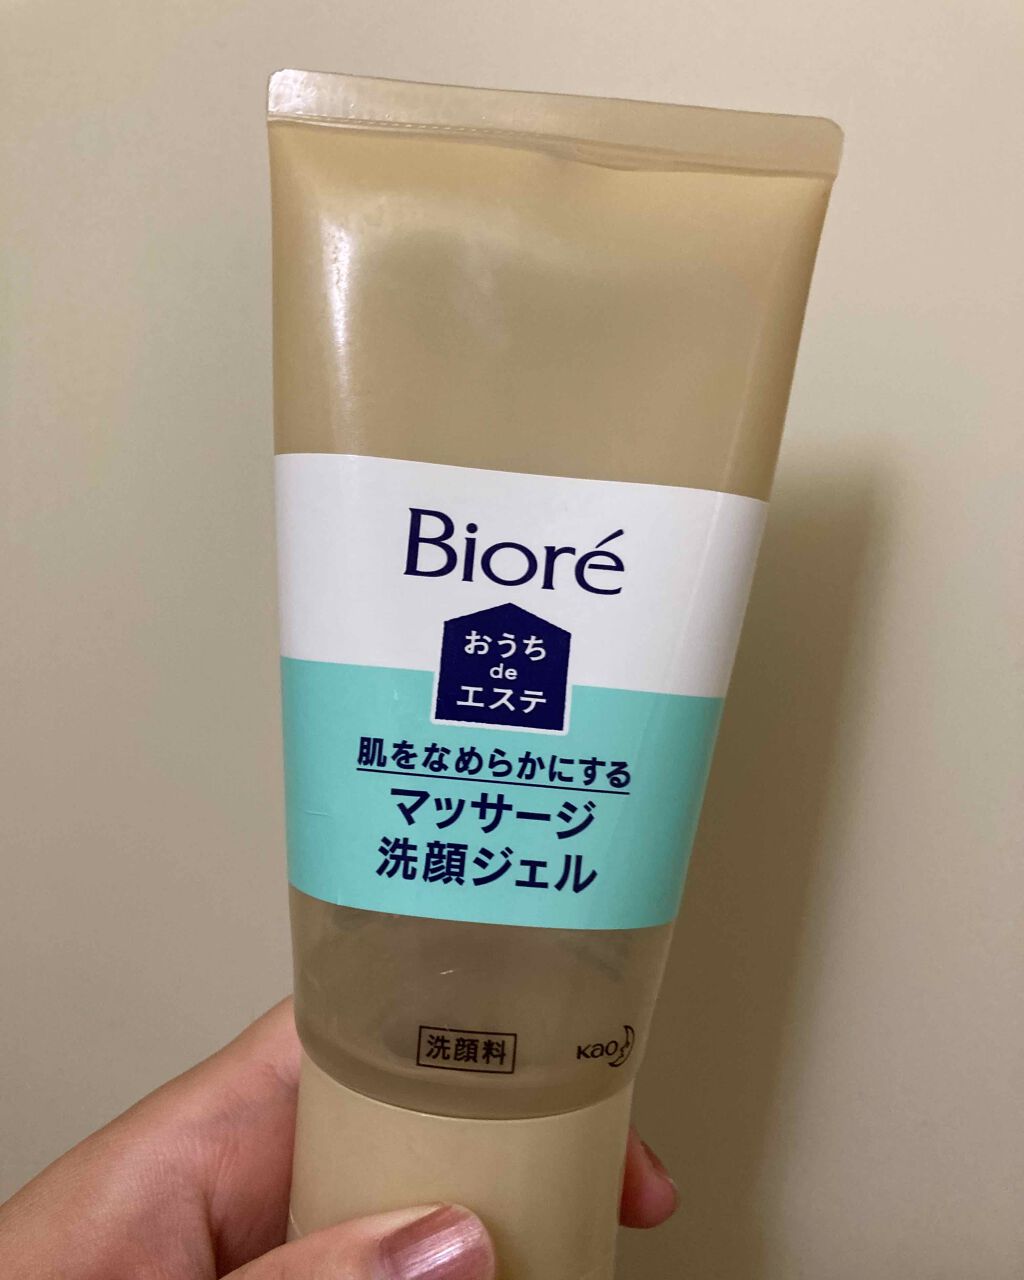 Bioré
おうち
de
エステ
肌をなめらかにする
マッサージ
洗顔ジェル
洗顔料
Kao